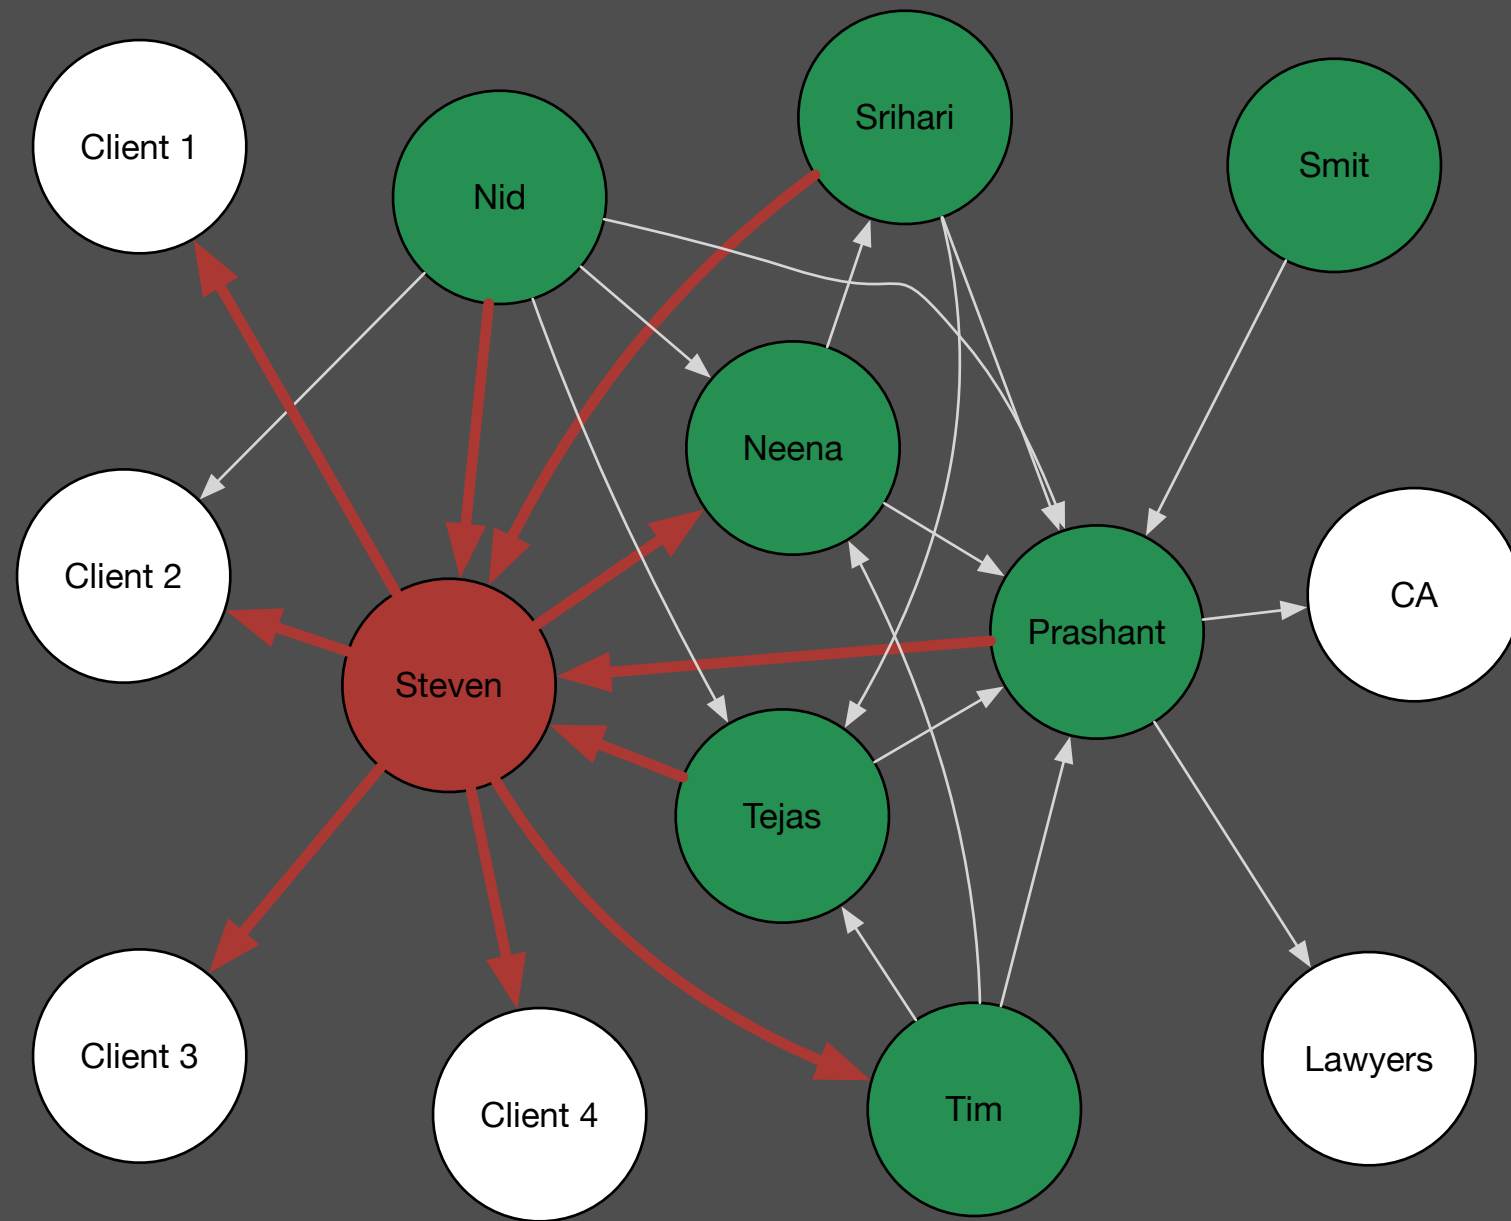 Client 1
Nid
Srihari
Smit
Neena
Client 2
CA
Prashant
Steven
Tejas
Client 3
Lawyers
Tim
Client 4